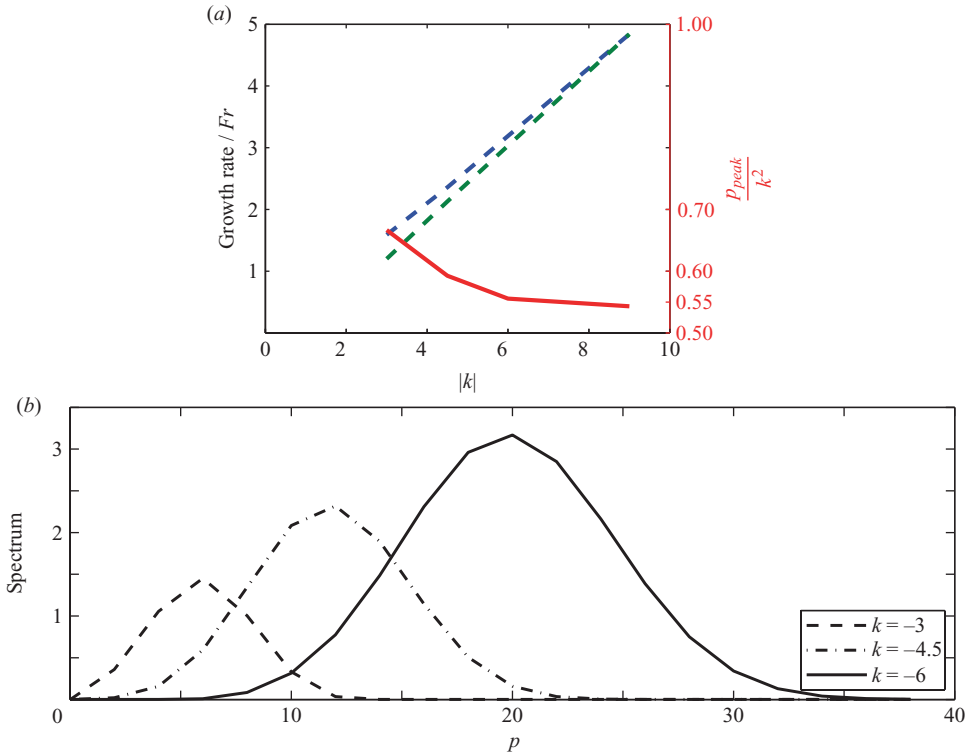 (a)
5
4
3
2
1
Growth rate / Fr
0
2
4
6
8
10
|k|
1.00
0.70
0.60
0.55
0.50
p_peak
k²
(b)
3
2
1
Spectrum
0
10
20
30
40
p
k = –3
k = –4.5
k = –6